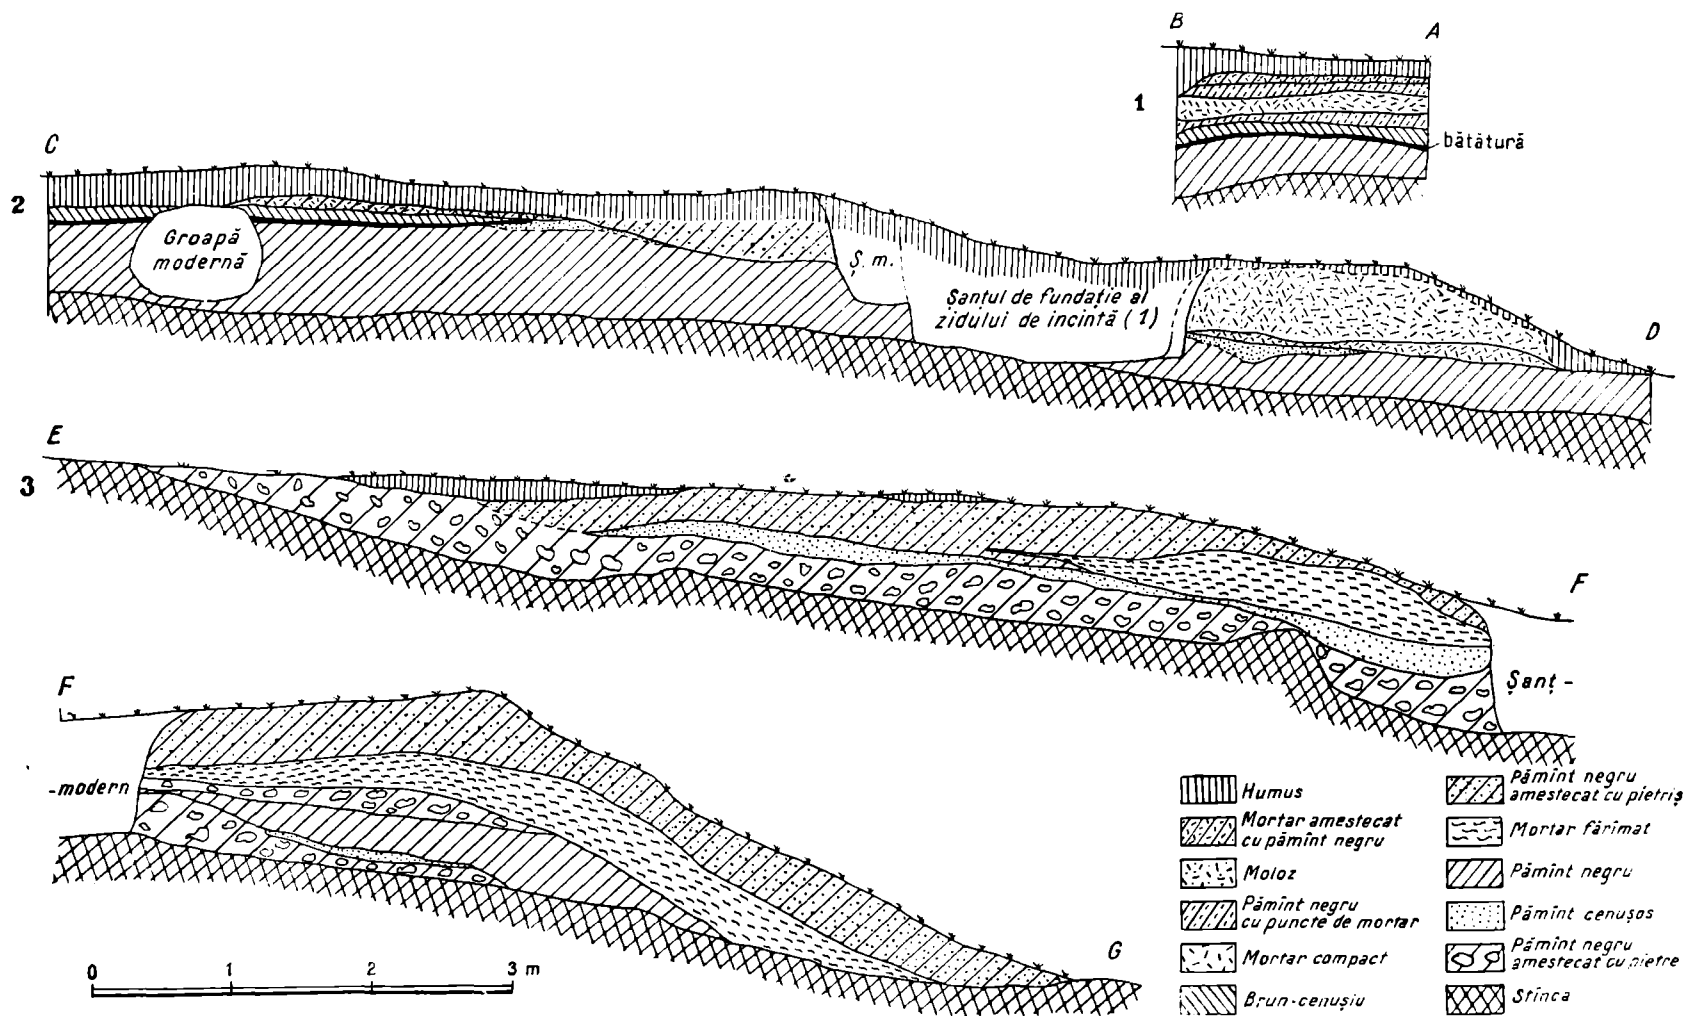 B
A
1
bătătură
C
2
Groapă
modernă
Ș. m.
Șanțul de fundație al
zidului de incintă (1)
D
E
3
F
Șanț -
F
-modern
G
0 1 2 3 m
Humus
Mortar amestecat
cu pămînt negru
Moloz
Pămînt negru
cu puncte de mortar
Mortar compact
Brun-cenușiu
Pămînt negru
amestecat cu pietriș
Mortar fărîmat
Pămînt negru
Pămînt cenușos
Pămînt negru
amestecat cu pietre
Stînca